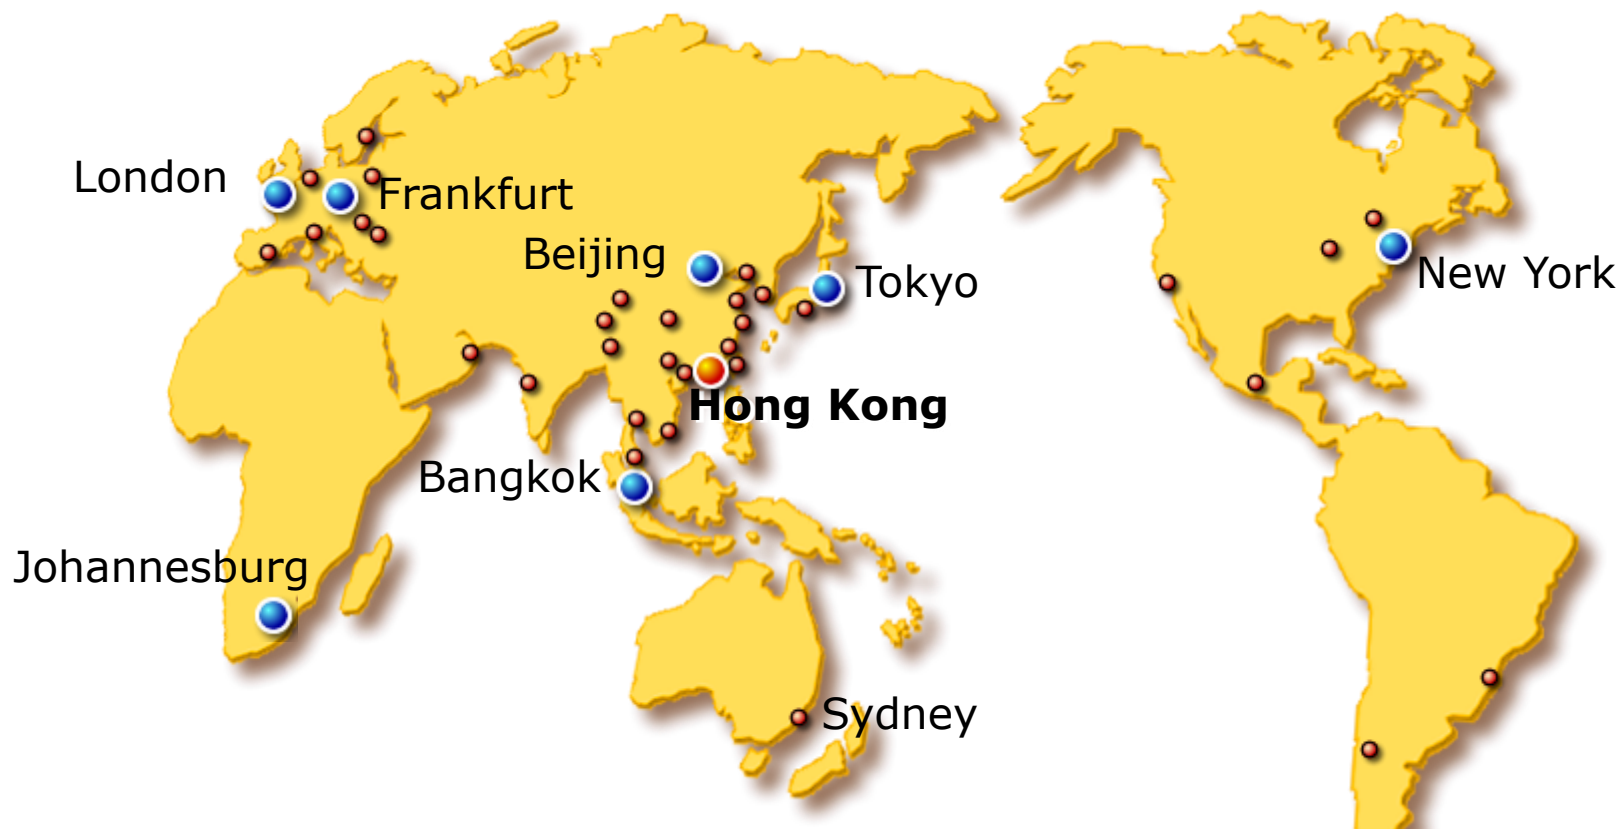 London
Frankfurt
Beijing
Tokyo
New York
Hong Kong
Bangkok
Johannesburg
Sydney